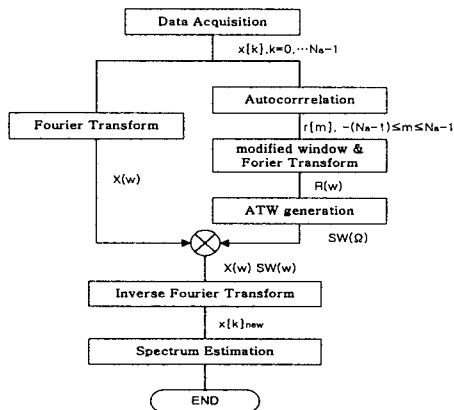 Data Acquisition
x[k],k=0,⋯Na-1
Autocorrrelation
Fourier Transform
r[m], -(Na-1)≤m≤Na-1
modified window &
Forier Transform
X(w)
R(w)
ATW generation
SW(Ω)
X(w) SW(w)
Inverse Fourier Transform
x[k]new
Spectrum Estimation
END